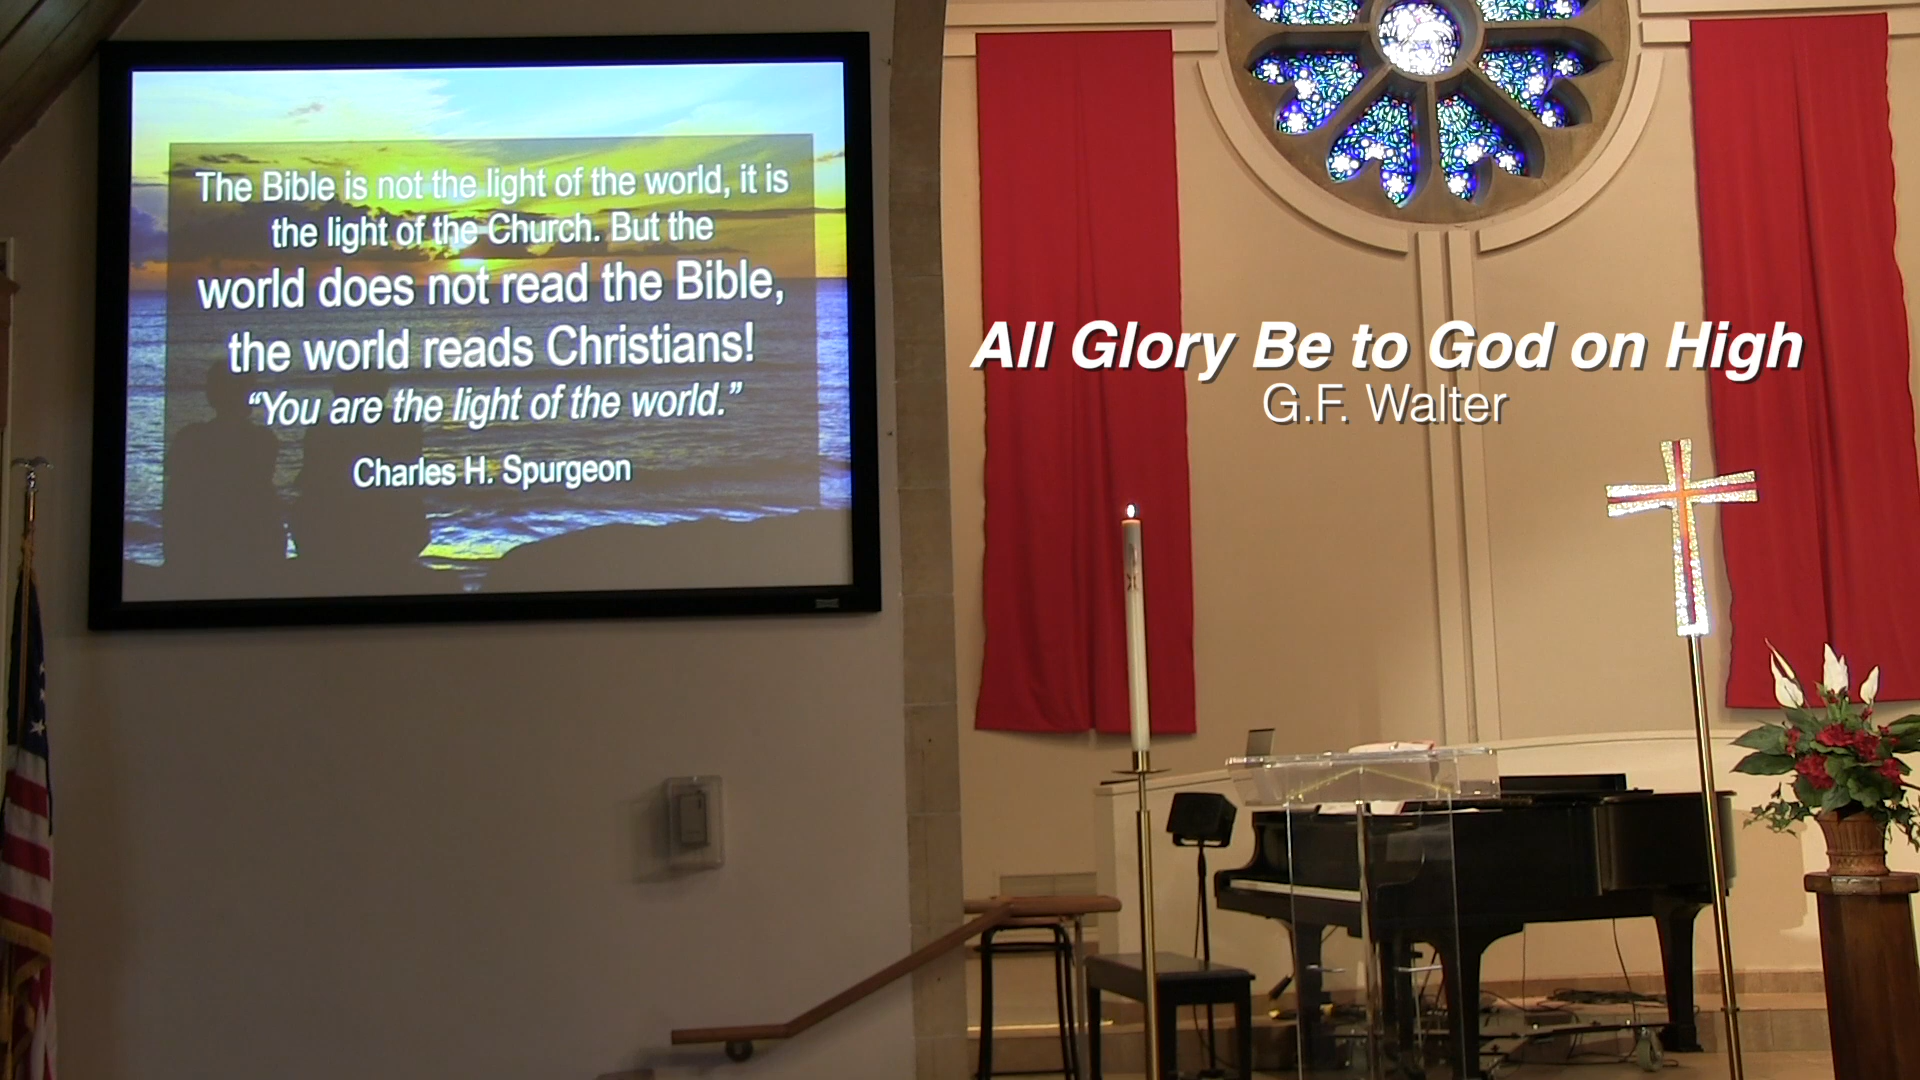 The Bible is not the light of the world, it is
the light of the Church. But the
world does not read the Bible,
the world reads Christians!
“You are the light of the world.”
Charles H. Spurgeon
All Glory Be to God on High
G.F. Walter